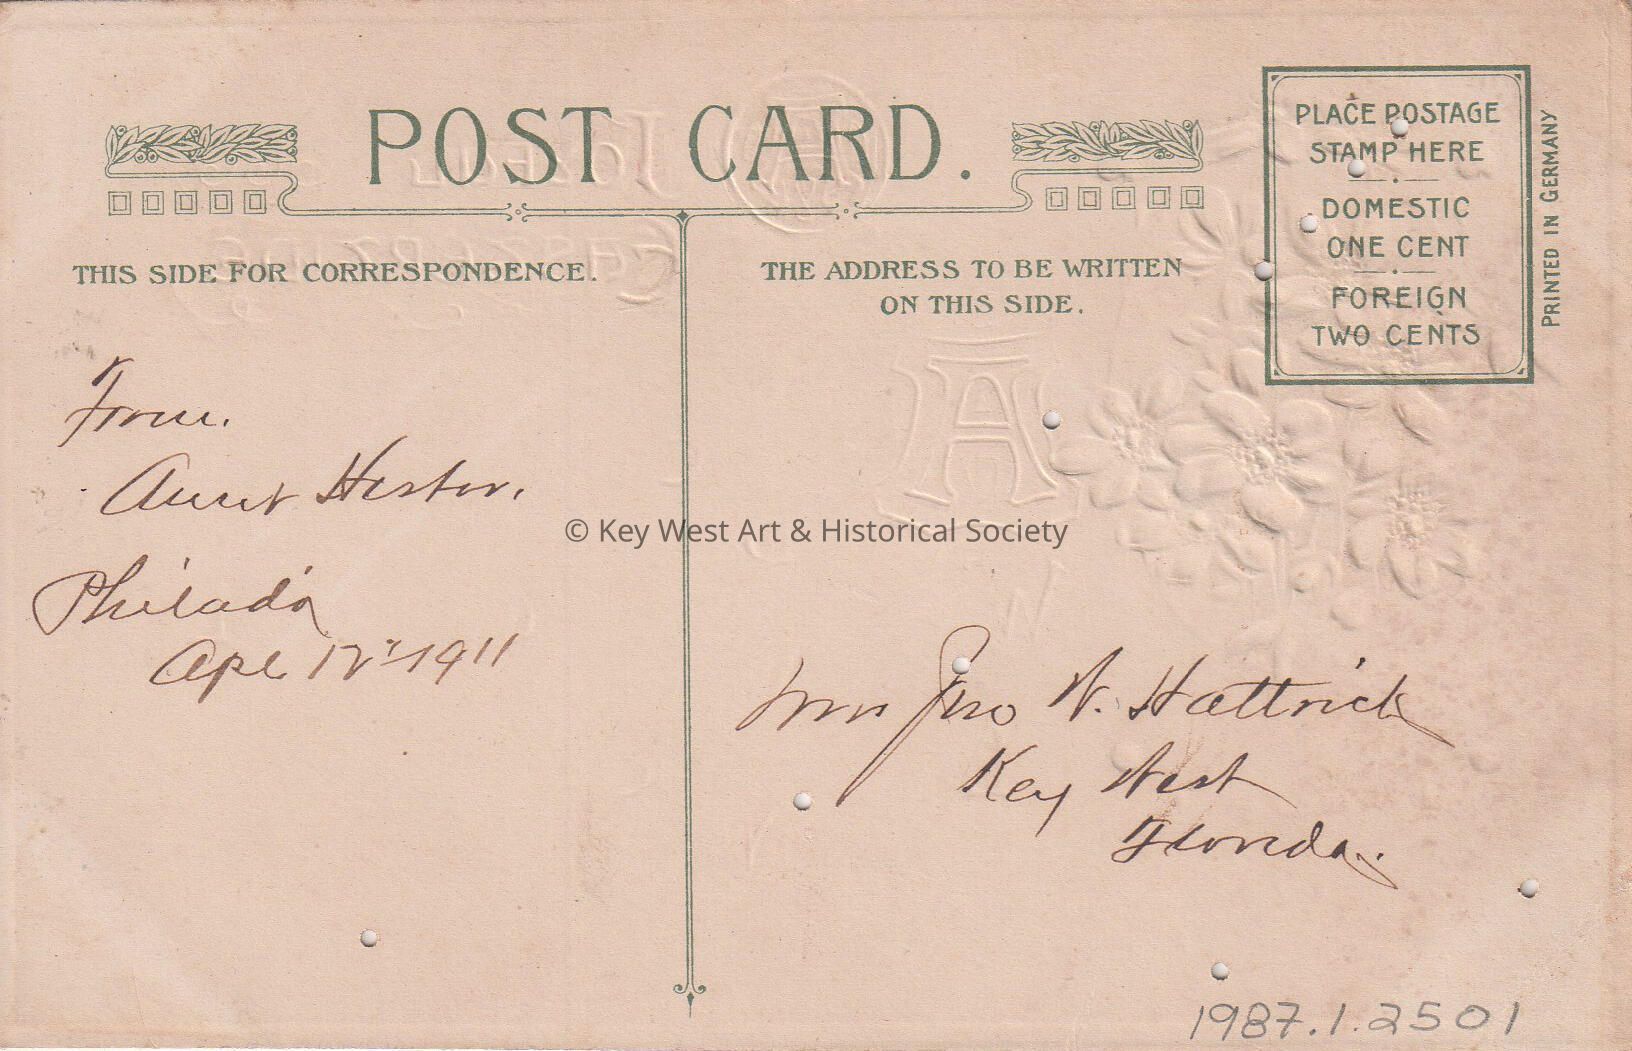 POST CARD.
THIS SIDE FOR CORRESPONDENCE.
THE ADDRESS TO BE WRITTEN
ON THIS SIDE.
PLACE POSTAGE
STAMP HERE
DOMESTIC
ONE CENT
FOREIGN
TWO CENTS
PRINTED IN GERMANY
From.
Aunt Hester.
Philada
Apl 12" 1911
© Key West Art & Historical Society
Jno W. Hattrick
Key West
Florida.
1987.1.2501